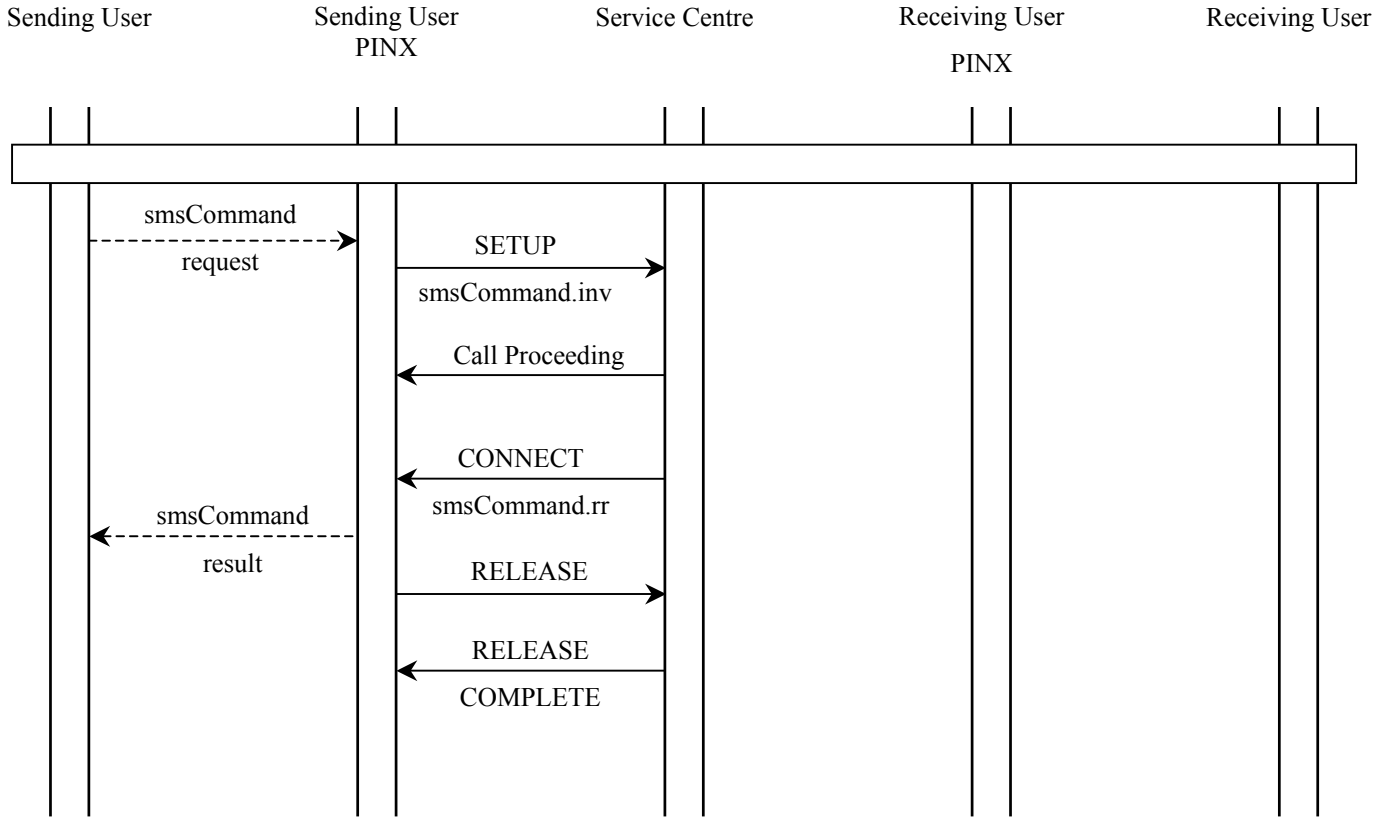 Sending User
Sending User
PINX
Service Centre
Receiving User
PINX
Receiving User
smsCommand
request
SETUP
smsCommand.inv
Call Proceeding
CONNECT
smsCommand.rr
smsCommand
result
RELEASE
RELEASE
COMPLETE